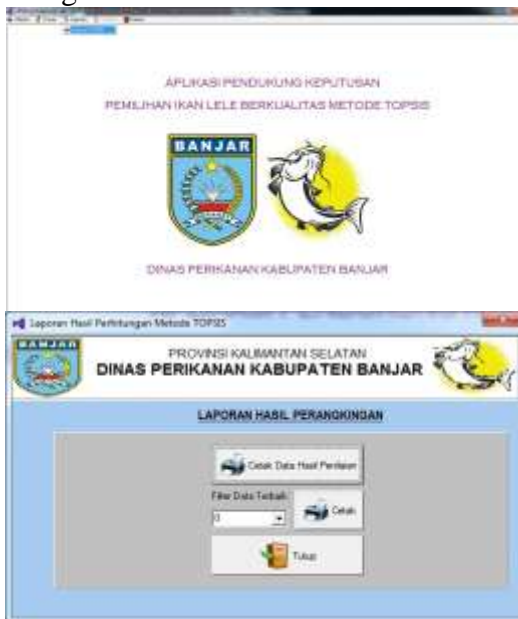 APLIKASI PENDUKUNG KEPUTUSAN
PEMILIHAN IKAN LELE BERKUALITAS METODE TOPSIS
BANJAR
DINAS PERIKANAN KABUPATEN BANJAR
Laporan Hasil Perhitungan Metode TOPSIS
BANJAR
PROVINSI KALIMANTAN SELATAN
DINAS PERIKANAN KABUPATEN BANJAR
LAPORAN HASIL PERANGKINGAN
Cetak Data Hasil Penilaian
Filter Data Terbaik
0
Cetak
Tutup